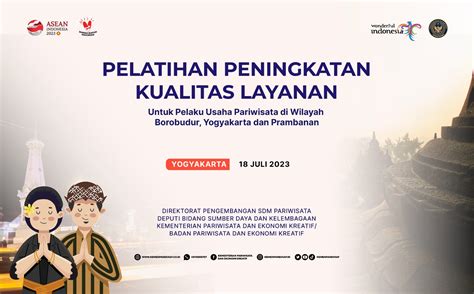 asean
INDONESIA
2023
wonderful
indonesia
PELATIHAN PENINGKATAN
KUALITAS LAYANAN
Untuk Pelaku Usaha Pariwisata di Wilayah
Borobudur, Yogyakarta dan Prambanan
YOGYAKARTA 18 JULI 2023
DIREKTORAT PENGEMBANGAN SDM PARIWISATA
DEPUTI BIDANG SUMBER DAYA DAN KELEMBAGAAN
KEMENTERIAN PARIWISATA DAN EKONOMI KREATIF/
BADAN PARIWISATA DAN EKONOMI KREATIF